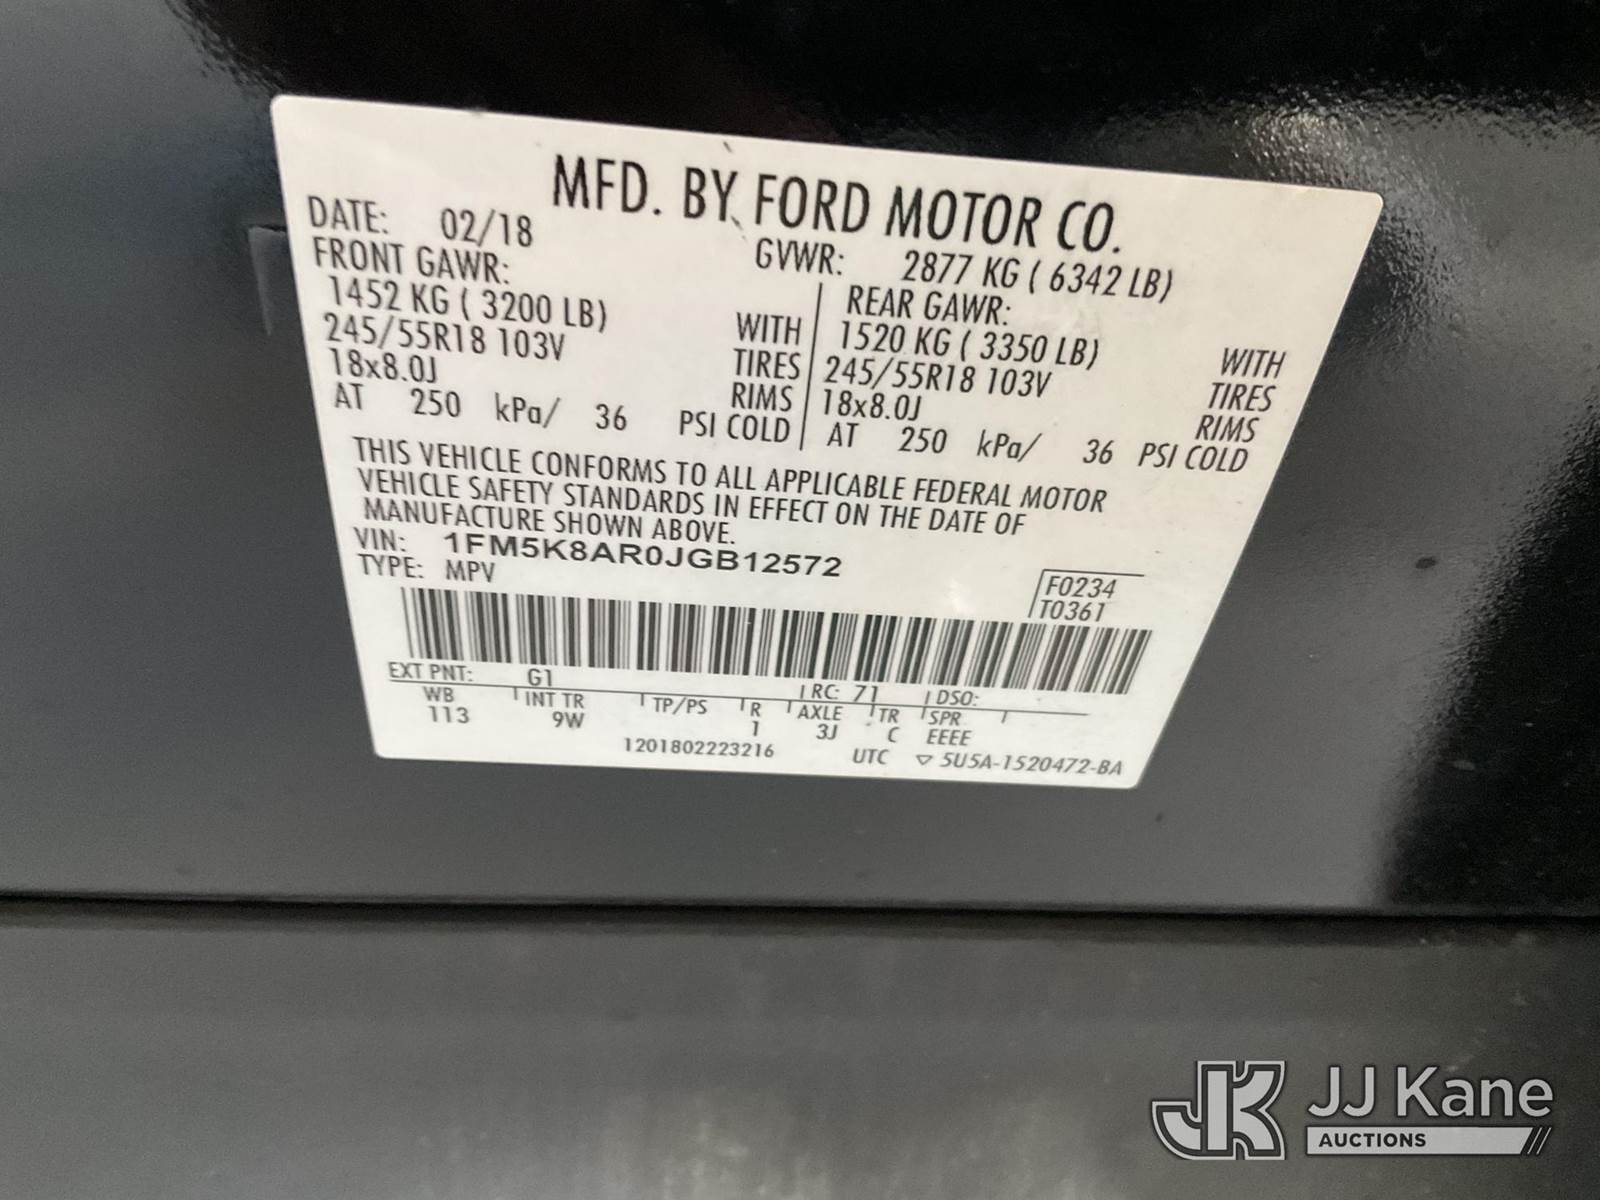 MFD. BY FORD MOTOR CO.
DATE: 02/18 GVWR: 2877 KG ( 6342 LB)
FRONT GAWR: REAR GAWR:
1452 KG ( 3200 LB) WITH 1520 KG ( 3350 LB) WITH
245/55R18 103V TIRES 245/55R18 103V TIRES
18x8.0J RIMS 18x8.0J RIMS
AT 250 kPa/ 36 PSI COLD AT 250 kPa/ 36 PSI COLD
THIS VEHICLE CONFORMS TO ALL APPLICABLE FEDERAL MOTOR
VEHICLE SAFETY STANDARDS IN EFFECT ON THE DATE OF
MANUFACTURE SHOWN ABOVE.
VIN: 1FM5K8AR0JGB12572
TYPE: MPV
F0234
T0361
EXT PNT: G1 RC: 71 DSO:
WB INT TR TP/PS R AXLE TR SPR
113 9W 1 3J C EEEE
1201802223216 UTC ▽ 5U5A-1520472-BA
JK JJ Kane
AUCTIONS